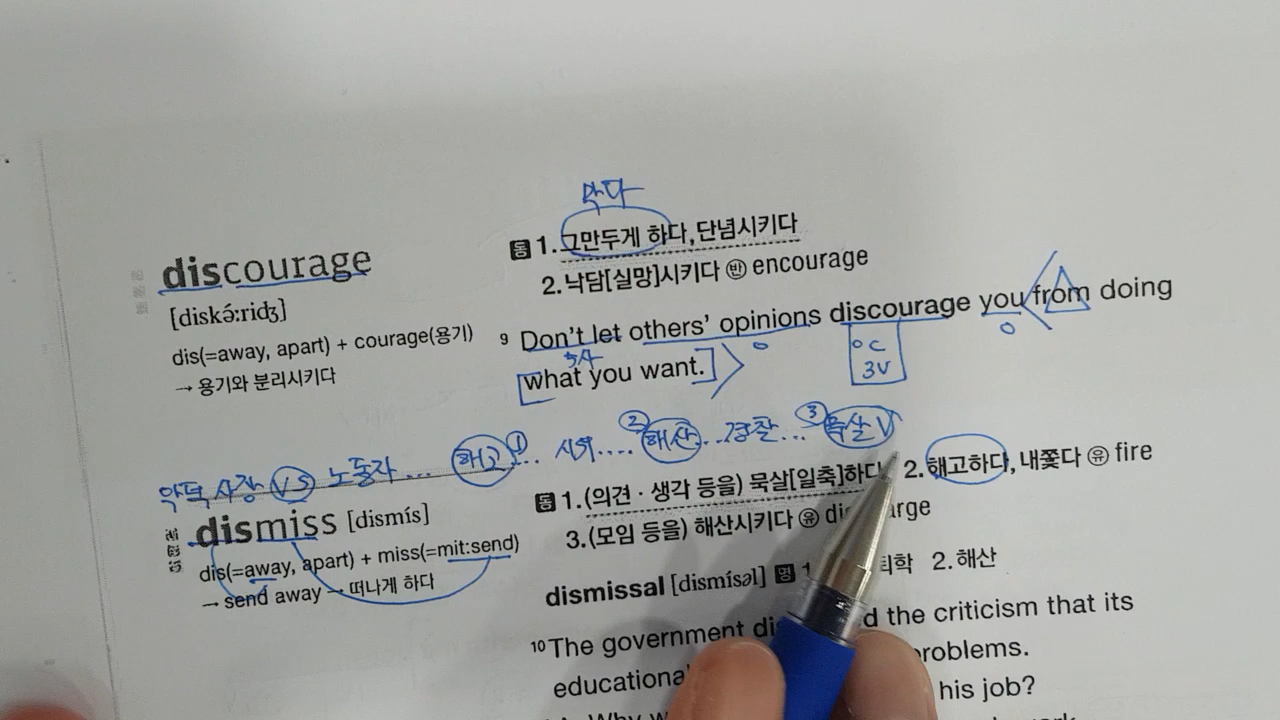 막다
discourage
[diskə́ːridʒ]
dis(=away, apart) + courage(용기)
→ 용기와 분리시키다
동 1. 그만두게 하다, 단념시키다
2. 낙담[실망]시키다 반 encourage
9 Don't let others' opinions discourage you from doing
what you want.
C
3V
악덕 사장 VS 노동자... 해고 ①... 시위.... ② 해산... 경찰... ③ 묵살 V
dismiss [dismís]
dis(=away, apart) + miss(=mit:send)
→ send away → 떠나게 하다
동 1. (의견·생각 등을) 묵살[일축]하다 2. 해고하다, 내쫓다 유 fire
3. (모임 등을) 해산시키다 유
dismissal [dismísəl] 명 퇴학 2. 해산
10 The government the criticism that its
problems.
his job?